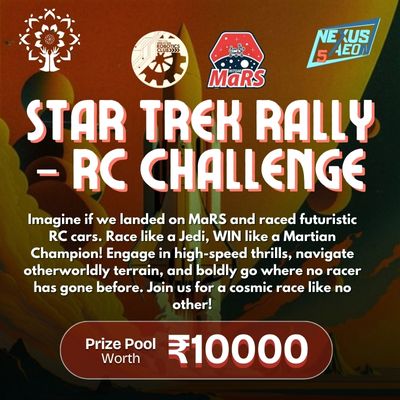 ROBOTICS
CLUB
MaRS
NEXUS
5 AEON
STAR TREK RALLY
– RC CHALLENGE
Imagine if we landed on MaRS and raced futuristic
RC cars. Race like a Jedi, WIN like a Martian
Champion! Engage in high-speed thrills, navigate
otherworldly terrain, and boldly go where no racer
has gone before. Join us for a cosmic race like no
other!
Prize Pool
Worth
₹10000